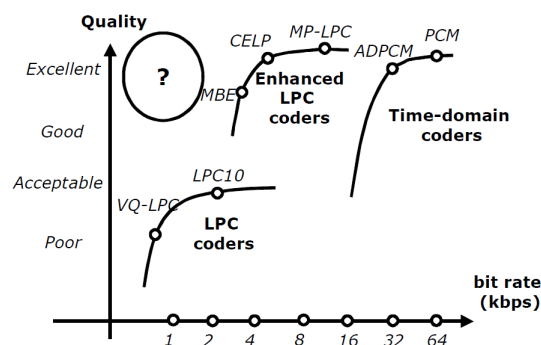 Quality
PCM
MP-LPC
CELP
ADPCM
Excellent
?
Enhanced
LPC
coders
MBE
Time-domain
coders
Good
Acceptable
LPC10
VQ-LPC
LPC
coders
Poor
bit rate
(kbps)
1 2 4 8 16 32 64